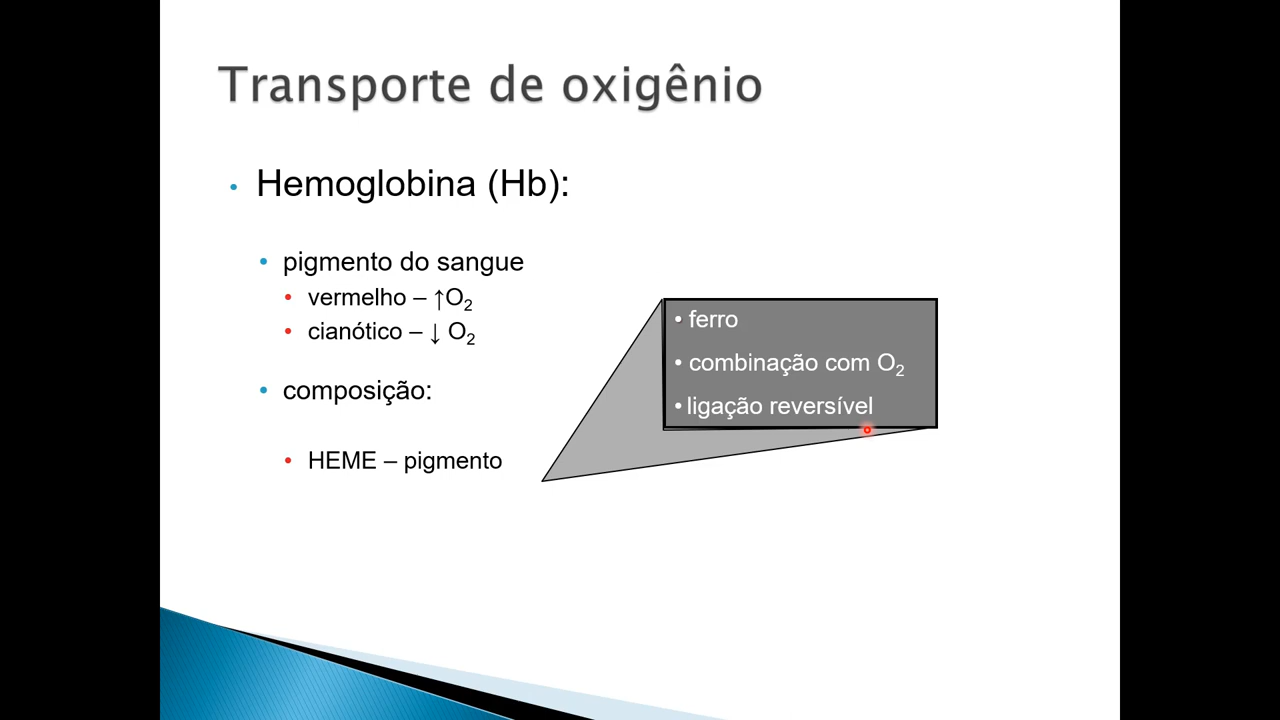 Transporte de oxigênio
• Hemoglobina (Hb):
• pigmento do sangue
• vermelho – ↑O₂
• cianótico – ↓ O₂
• composição:
• HEME – pigmento
• ferro
• combinação com O₂
• ligação reversível